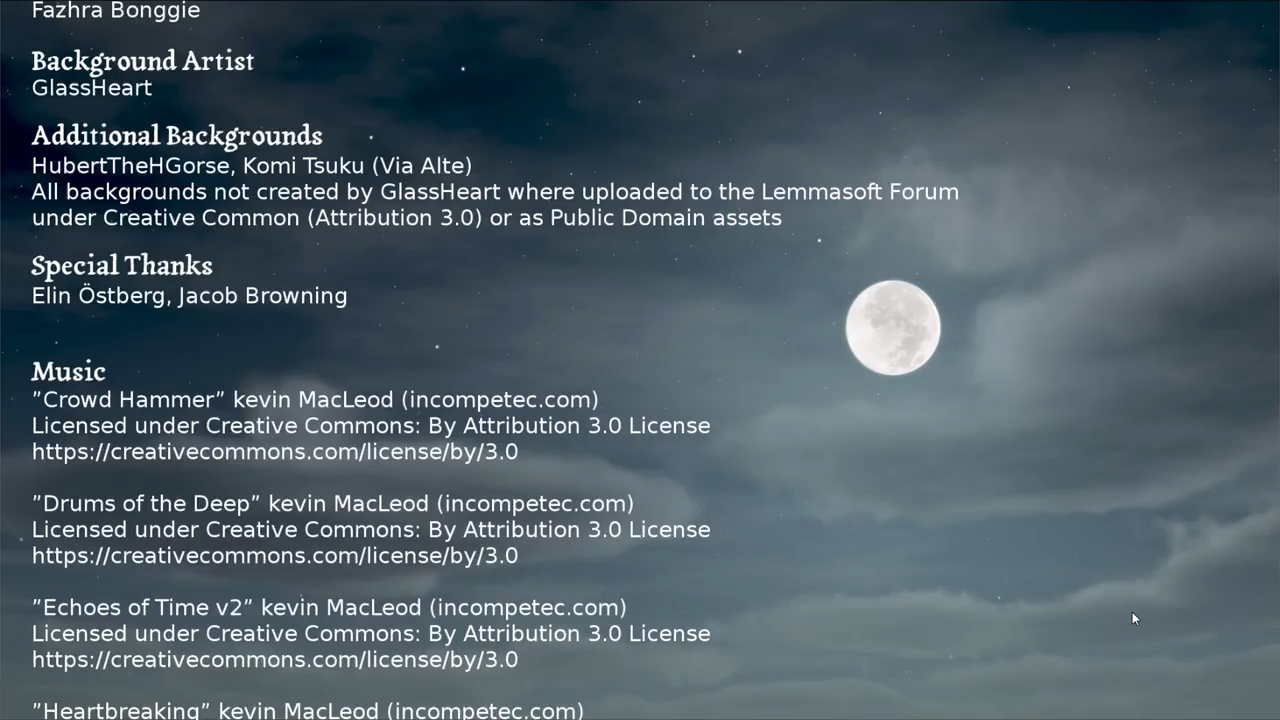 Fazhra Bonggie
Background Artist
GlassHeart
Additional Backgrounds
HubertTheHGorse, Komi Tsuku (Via Alte)
All backgrounds not created by GlassHeart where uploaded to the Lemmasoft Forum
under Creative Common (Attribution 3.0) or as Public Domain assets
Special Thanks
Elin Östberg, Jacob Browning
Music
”Crowd Hammer” kevin MacLeod (incompetec.com)
Licensed under Creative Commons: By Attribution 3.0 License
https://creativecommons.com/license/by/3.0
”Drums of the Deep” kevin MacLeod (incompetec.com)
Licensed under Creative Commons: By Attribution 3.0 License
https://creativecommons.com/license/by/3.0
”Echoes of Time v2” kevin MacLeod (incompetec.com)
Licensed under Creative Commons: By Attribution 3.0 License
https://creativecommons.com/license/by/3.0
”Heartbreaking” kevin MacLeod (incompetec.com)